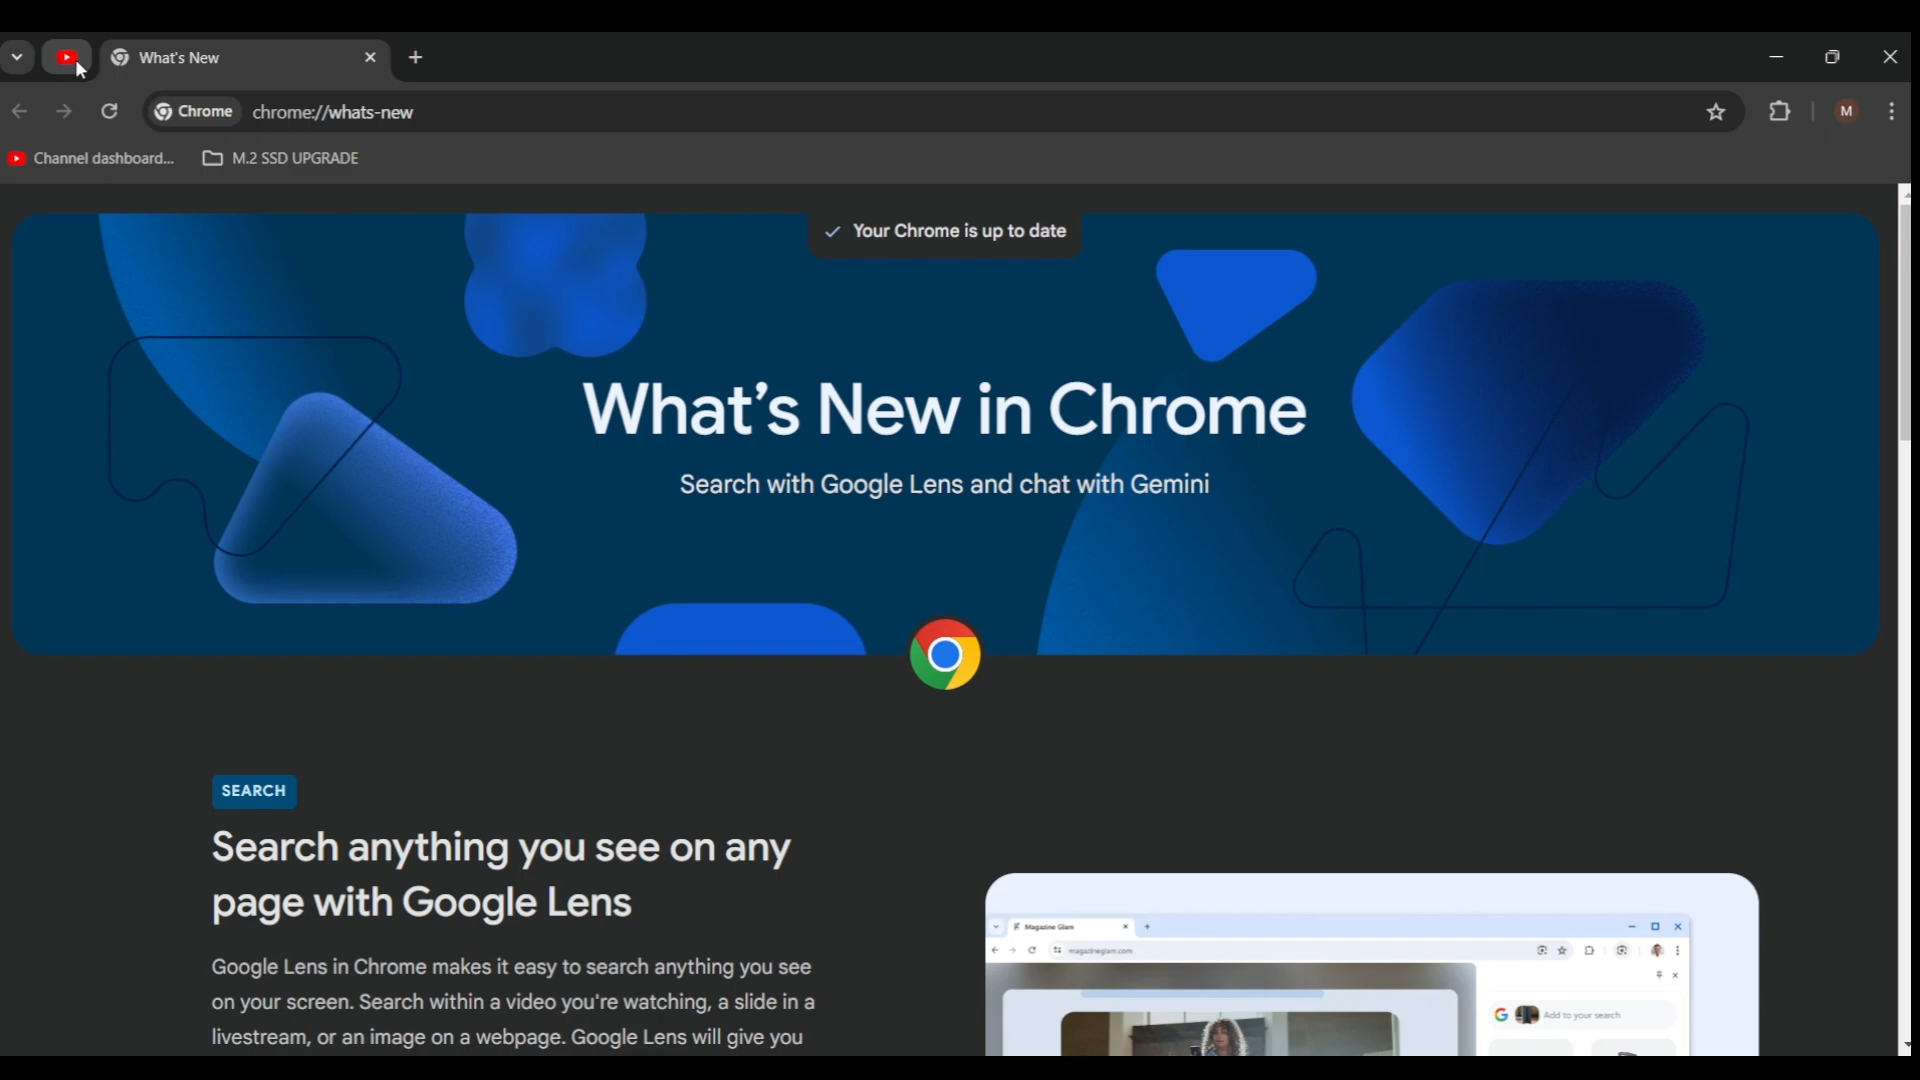 What's New
Chrome chrome://whats-new
M
Channel dashboard... M.2 SSD UPGRADE
Your Chrome is up to date
What's New in Chrome
Search with Google Lens and chat with Gemini
SEARCH
Search anything you see on any
page with Google Lens
Google Lens in Chrome makes it easy to search anything you see
on your screen. Search within a video you're watching, a slide in a
livestream, or an image on a webpage. Google Lens will give you
Magazine Glam
magazineglam.com
Add to your search